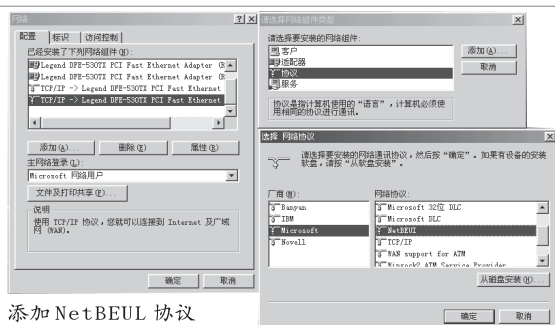 网络
? ×
配置 标识 访问控制
已经安装了下列网络组件(N):
Legend DFE-530TX PCI Fast Ethernet Adapter (B
Legend DFE-530TX PCI Fast Ethernet Adapter (B
TCP/IP -> Legend DFE-530TX PCI Fast Ethernet
TCP/IP -> Legend DFE-530TX PCI Fast Ethernet
添加(A)... 删除(E) 属性(R)
主网络登录(L):
Microsoft 网络用户
文件及打印共享(F)...
说明
使用 TCP/IP 协议,您就可以连接到 Internet 及广域
网 (WAN)。
确定 取消
请选择要网络组件类型
×
请选择要安装的网络组件:
客户
适配器
协议
服务
添加(A)...
取消
协议是指计算机使用的“语言”,计算机必须使
用相同的协议进行通讯。
选择 网络协议
×
请选择要安装的网络通讯协议,然后按“确定”。如果有设备的安装
软盘,请按“从软盘安装”。
厂商(M):
Banyan
IBM
Microsoft
Novell
网络协议:
Microsoft 32位 DLC
Microsoft DLC
NetBEUI
TCP/IP
WAN support for ATM
Winsock2 ATM Service Provider
从磁盘安装(H)...
确定 取消
添加NetBEUL 协议